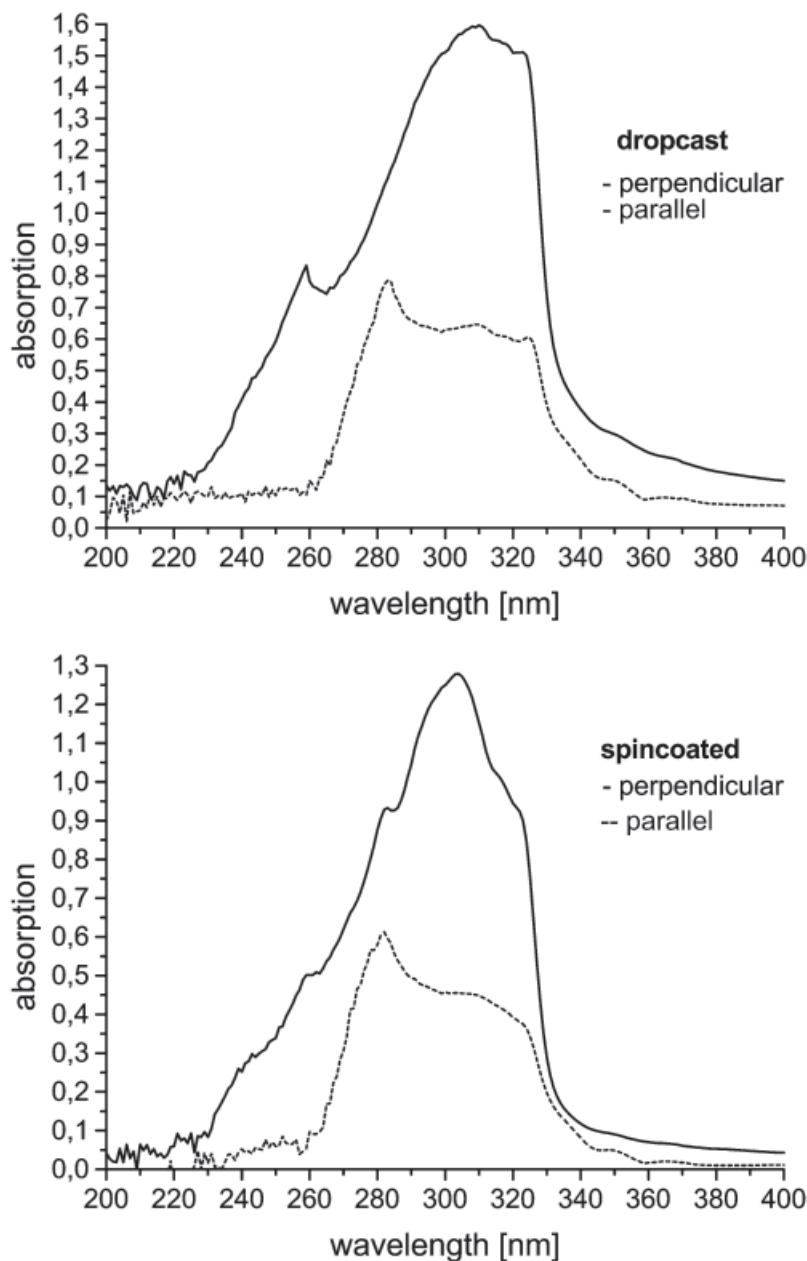 1,6
1,5
1,4
1,3
1,2
1,1
1,0
0,9
0,8
0,7
0,6
0,5
0,4
0,3
0,2
0,1
0,0
absorption
dropcast
- perpendicular
- parallel
200 220 240 260 280 300 320 340 360 380 400
wavelength [nm]
1,3
1,2
1,1
1,0
0,9
0,8
0,7
0,6
0,5
0,4
0,3
0,2
0,1
0,0
absorption
spincoated
- perpendicular
-- parallel
200 220 240 260 280 300 320 340 360 380 400
wavelength [nm]